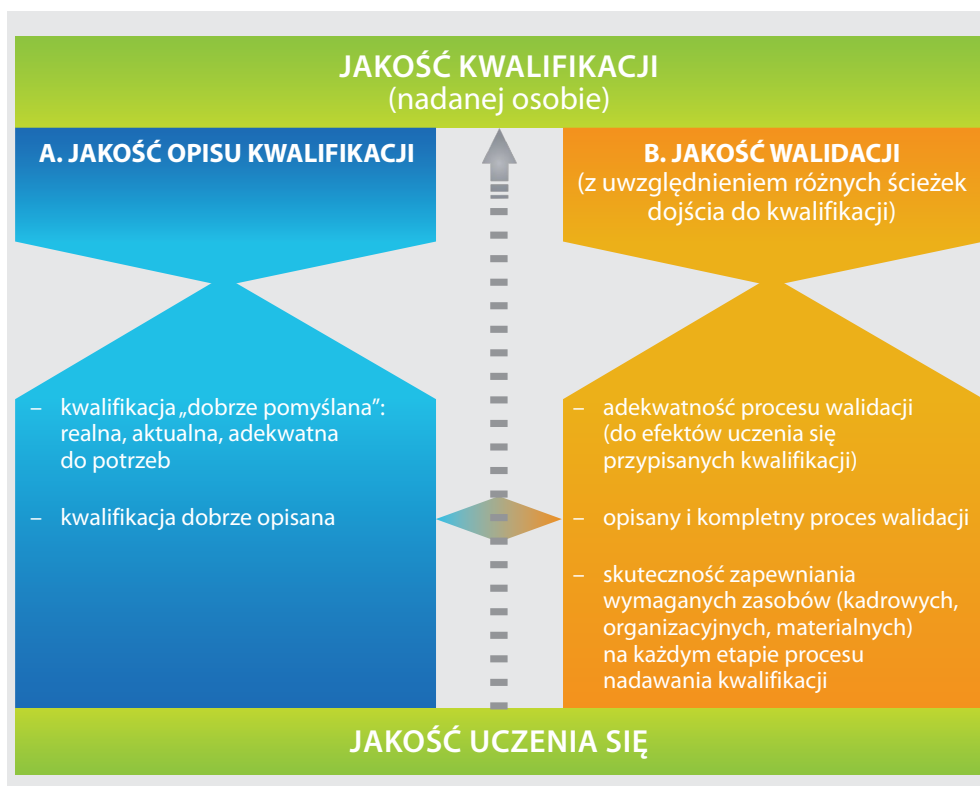 JAKOŚĆ KWALIFIKACJI
(nadanej osobie)
A. JAKOŚĆ OPISU KWALIFIKACJI
– kwalifikacja „dobrze pomyślana”:
realna, aktualna, adekwatna
do potrzeb
– kwalifikacja dobrze opisana
B. JAKOŚĆ WALIDACJI
(z uwzględnieniem różnych ścieżek
dojścia do kwalifikacji)
– adekwatność procesu walidacji
(do efektów uczenia się
przypisanych kwalifikacji)
– opisany i kompletny proces walidacji
– skuteczność zapewniania
wymaganych zasobów (kadrowych,
organizacyjnych, materialnych)
na każdym etapie procesu
nadawania kwalifikacji
JAKOŚĆ UCZENIA SIĘ